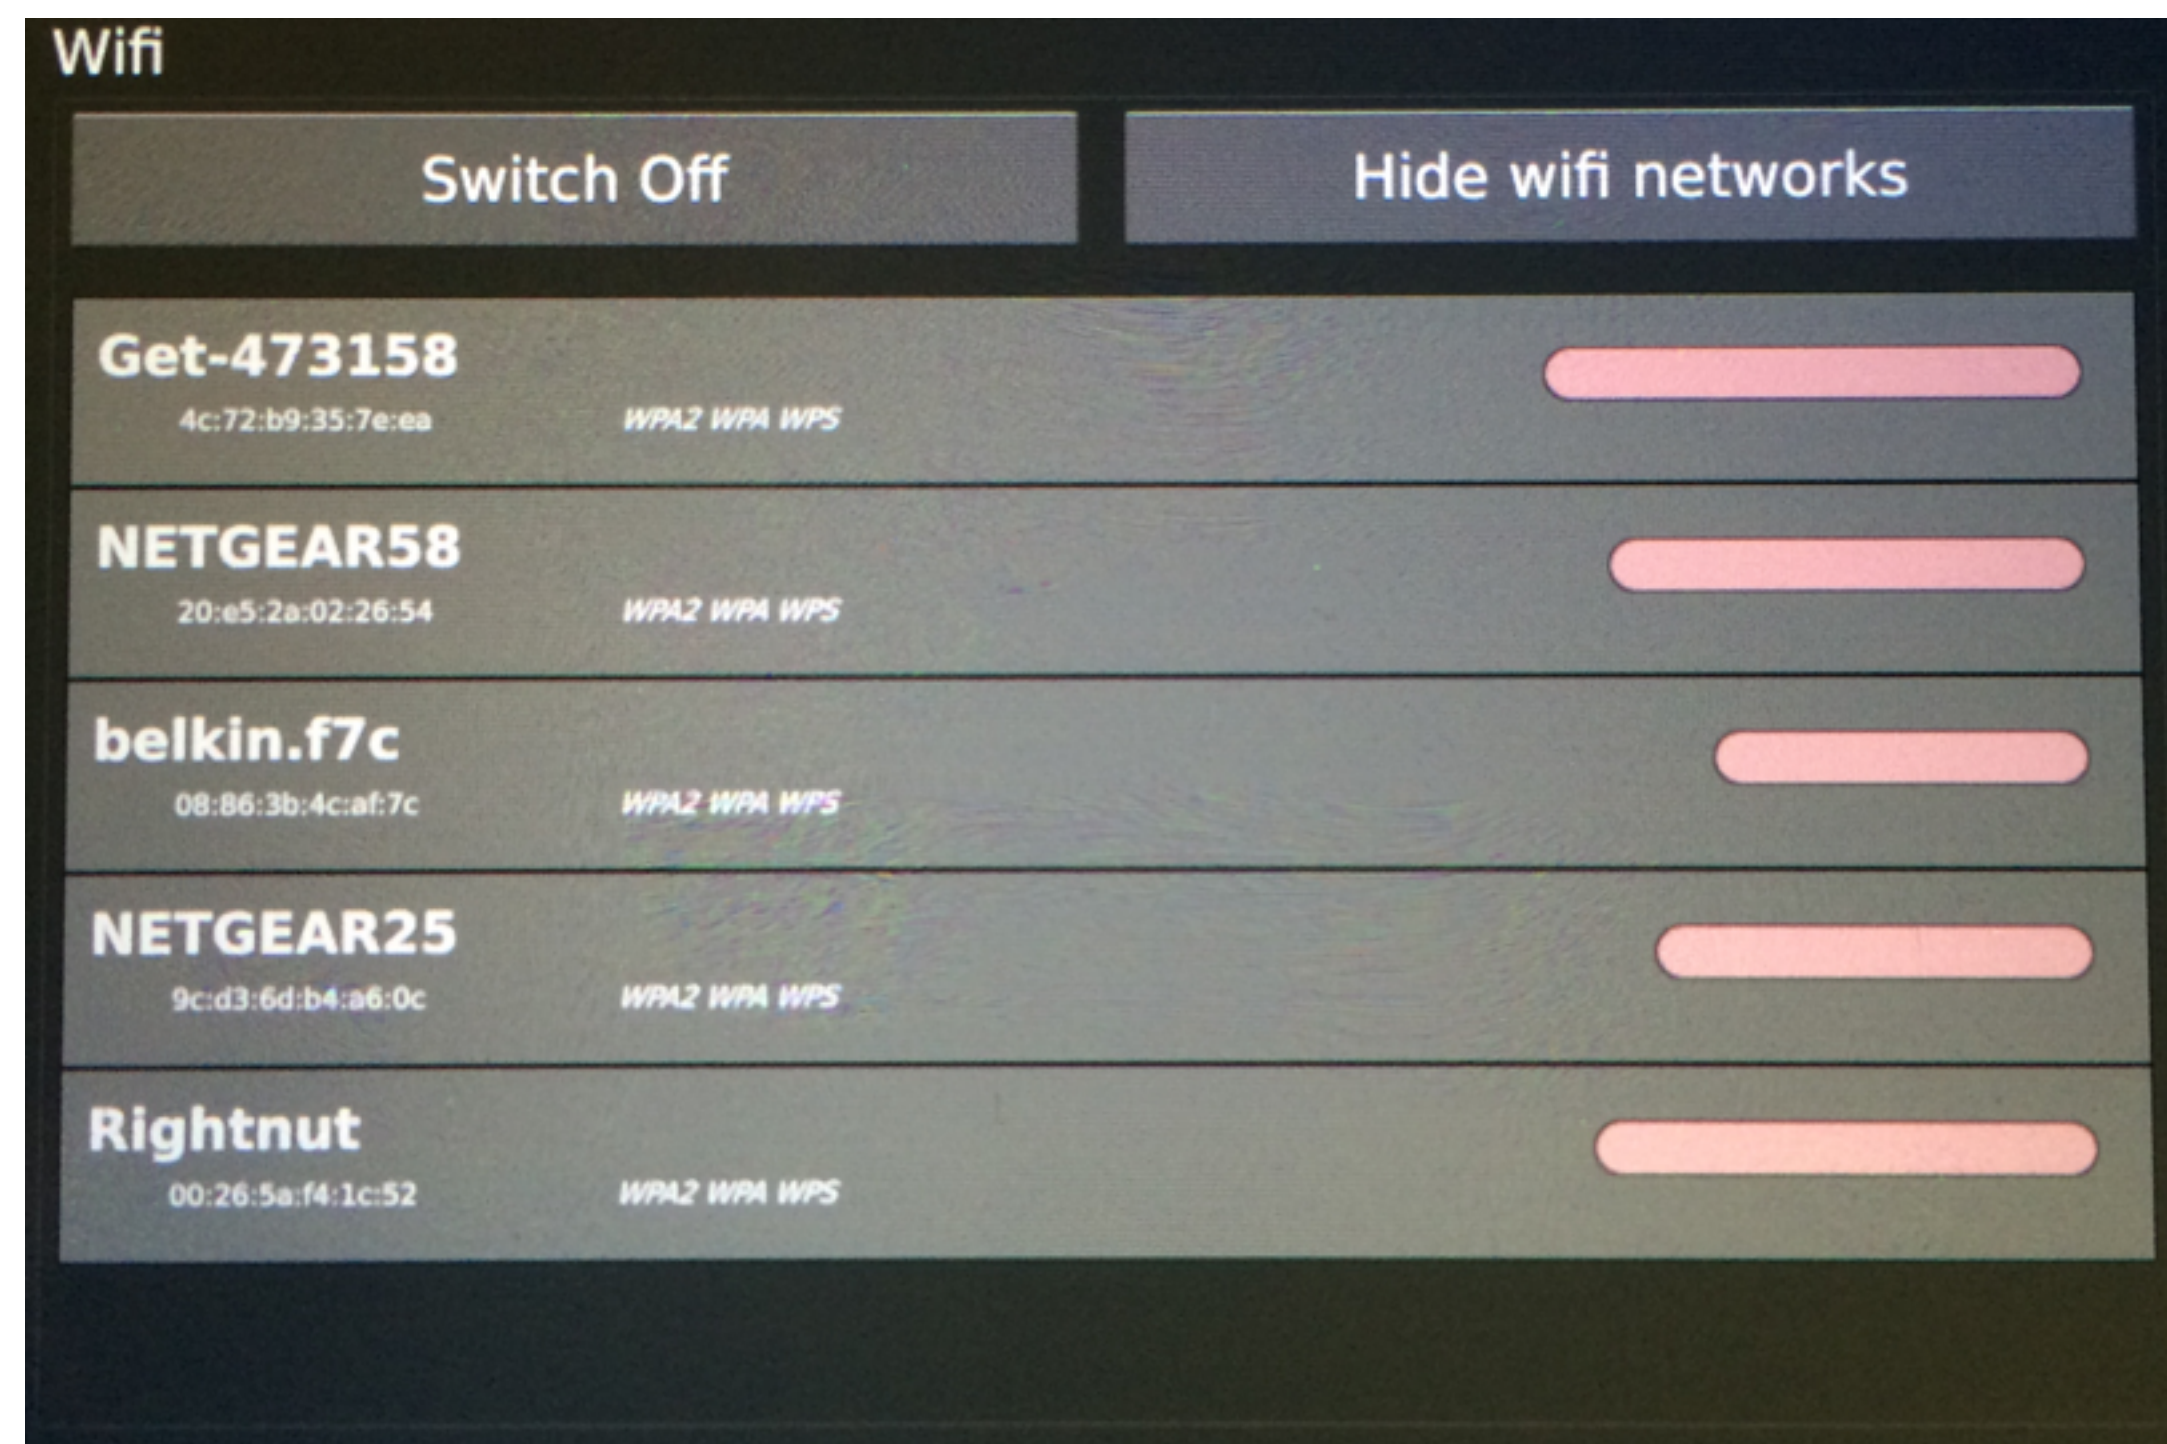 Wifi
Switch Off
Hide wifi networks
Get-473158
4c:72:b9:35:7e:ea WPA2 WPA WPS
NETGEAR58
20:e5:2a:02:26:54 WPA2 WPA WPS
belkin.f7c
08:86:3b:4c:af:7c WPA2 WPA WPS
NETGEAR25
9c:d3:6d:b4:a6:0c WPA2 WPA WPS
Rightnut
00:26:5a:f4:1c:52 WPA2 WPA WPS